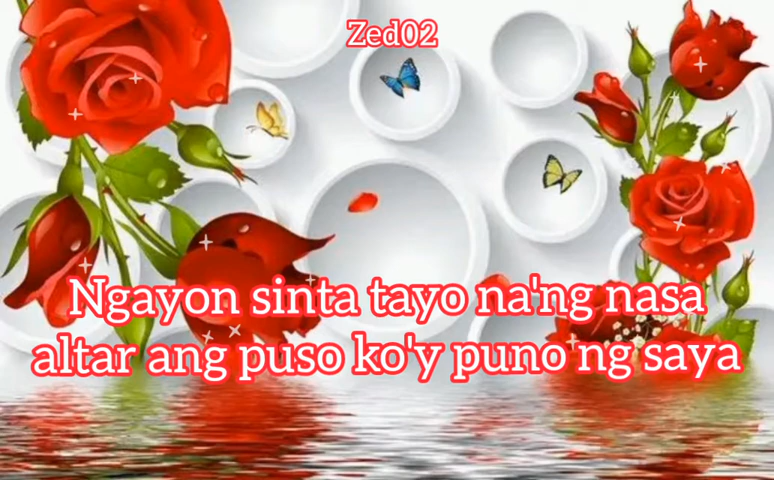 Zed02
Ngayon sinta tayo na'ng nasa
altar ang puso ko'y puno ng saya